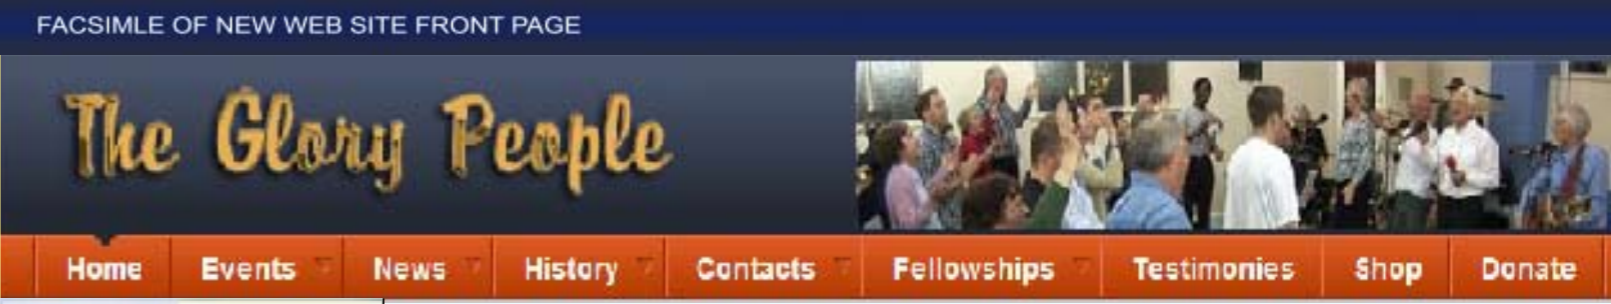 FACSIMLE OF NEW WEB SITE FRONT PAGE
The Glory People
Home Events News History Contacts Fellowships Testimonies Shop Donate